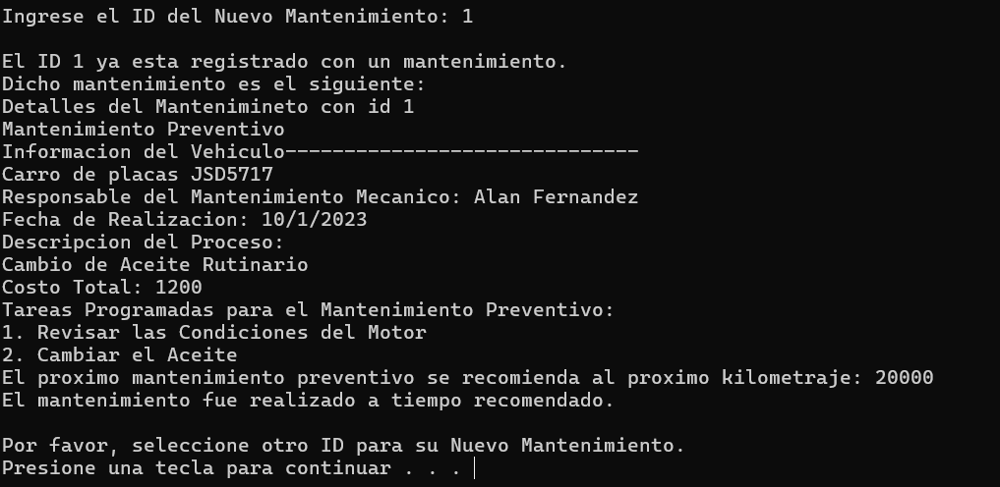 Ingrese el ID del Nuevo Mantenimiento: 1
El ID 1 ya esta registrado con un mantenimiento.
Dicho mantenimiento es el siguiente:
Detalles del Mantenimineto con id 1
Mantenimiento Preventivo
Informacion del Vehiculo------------------------------
Carro de placas JSD5717
Responsable del Mantenimiento Mecanico: Alan Fernandez
Fecha de Realizacion: 10/1/2023
Descripcion del Proceso:
Cambio de Aceite Rutinario
Costo Total: 1200
Tareas Programadas para el Mantenimiento Preventivo:
1. Revisar las Condiciones del Motor
2. Cambiar el Aceite
El proximo mantenimiento preventivo se recomienda al proximo kilometraje: 20000
El mantenimiento fue realizado a tiempo recomendado.
Por favor, seleccione otro ID para su Nuevo Mantenimiento.
Presione una tecla para continuar . . .